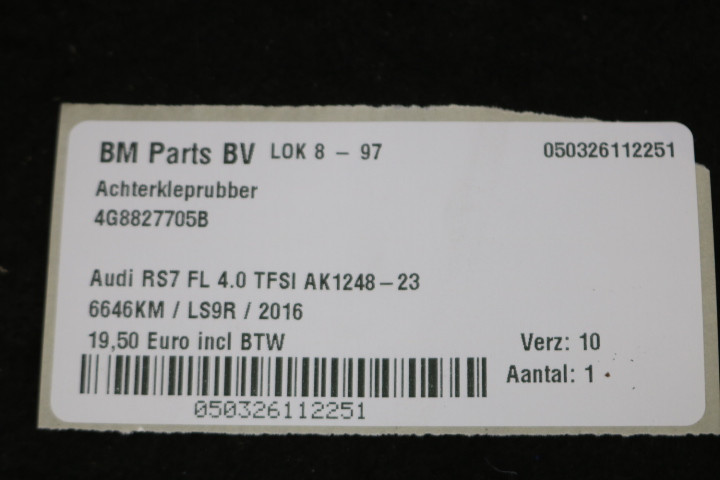 BM Parts BV LOK 8 - 97 050326112251
Achterkleprubber
4G8827705B
Audi RS7 FL 4.0 TFSI AK1248-23
6646KM / LS9R / 2016
19,50 Euro incl BTW Verz: 10
Aantal: 1
050326112251